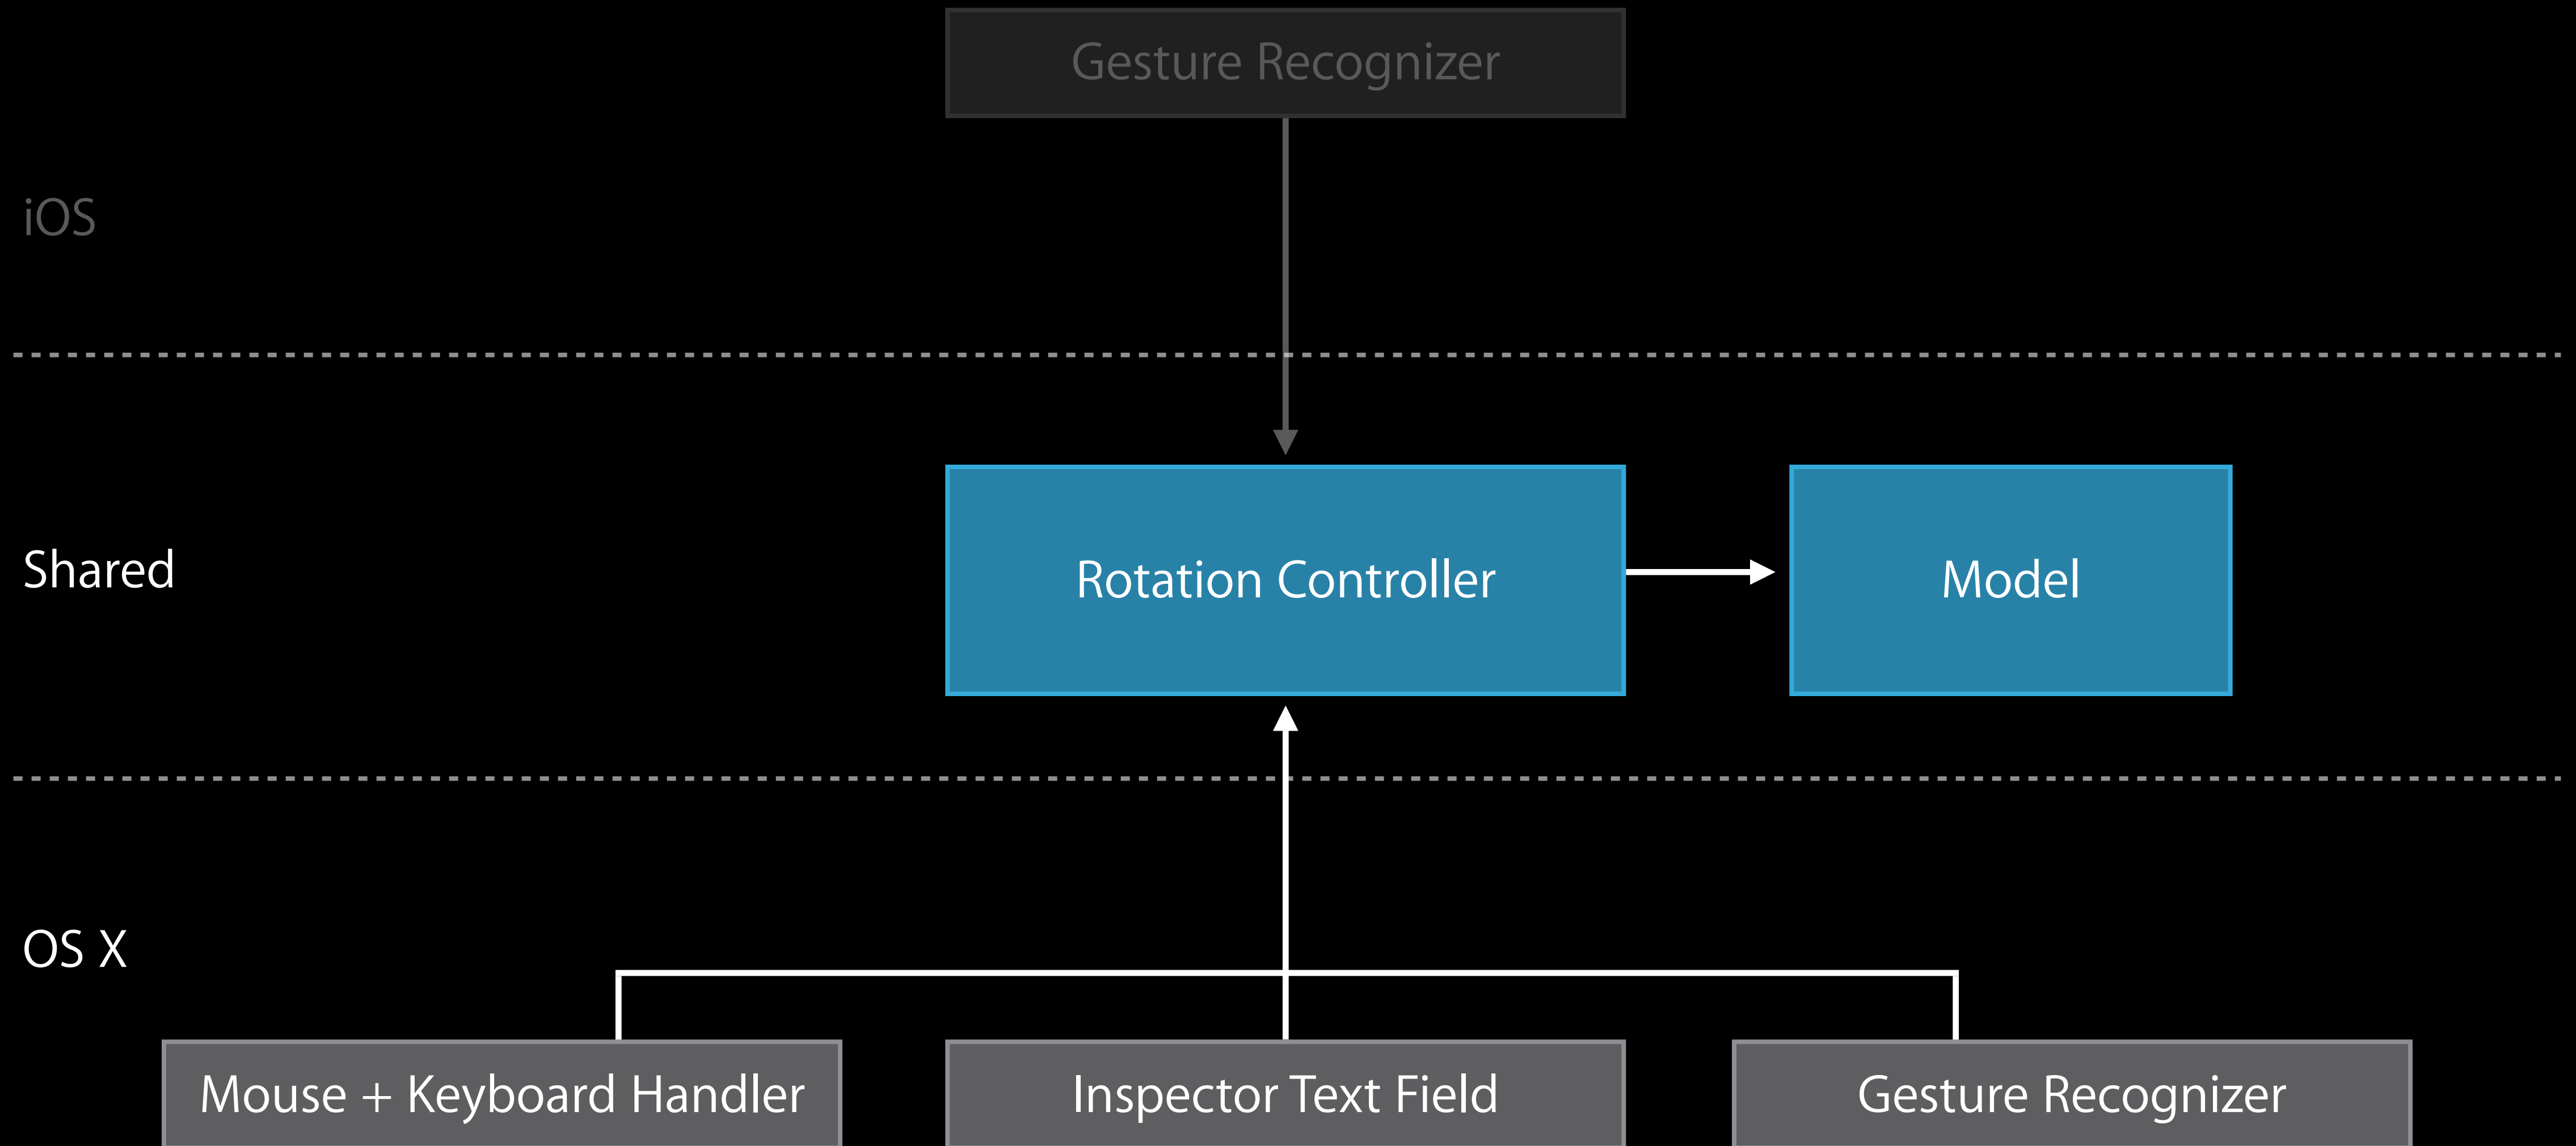 Gesture Recognizer
iOS
Shared
Rotation Controller
Model
OS X
Mouse + Keyboard Handler
Inspector Text Field
Gesture Recognizer